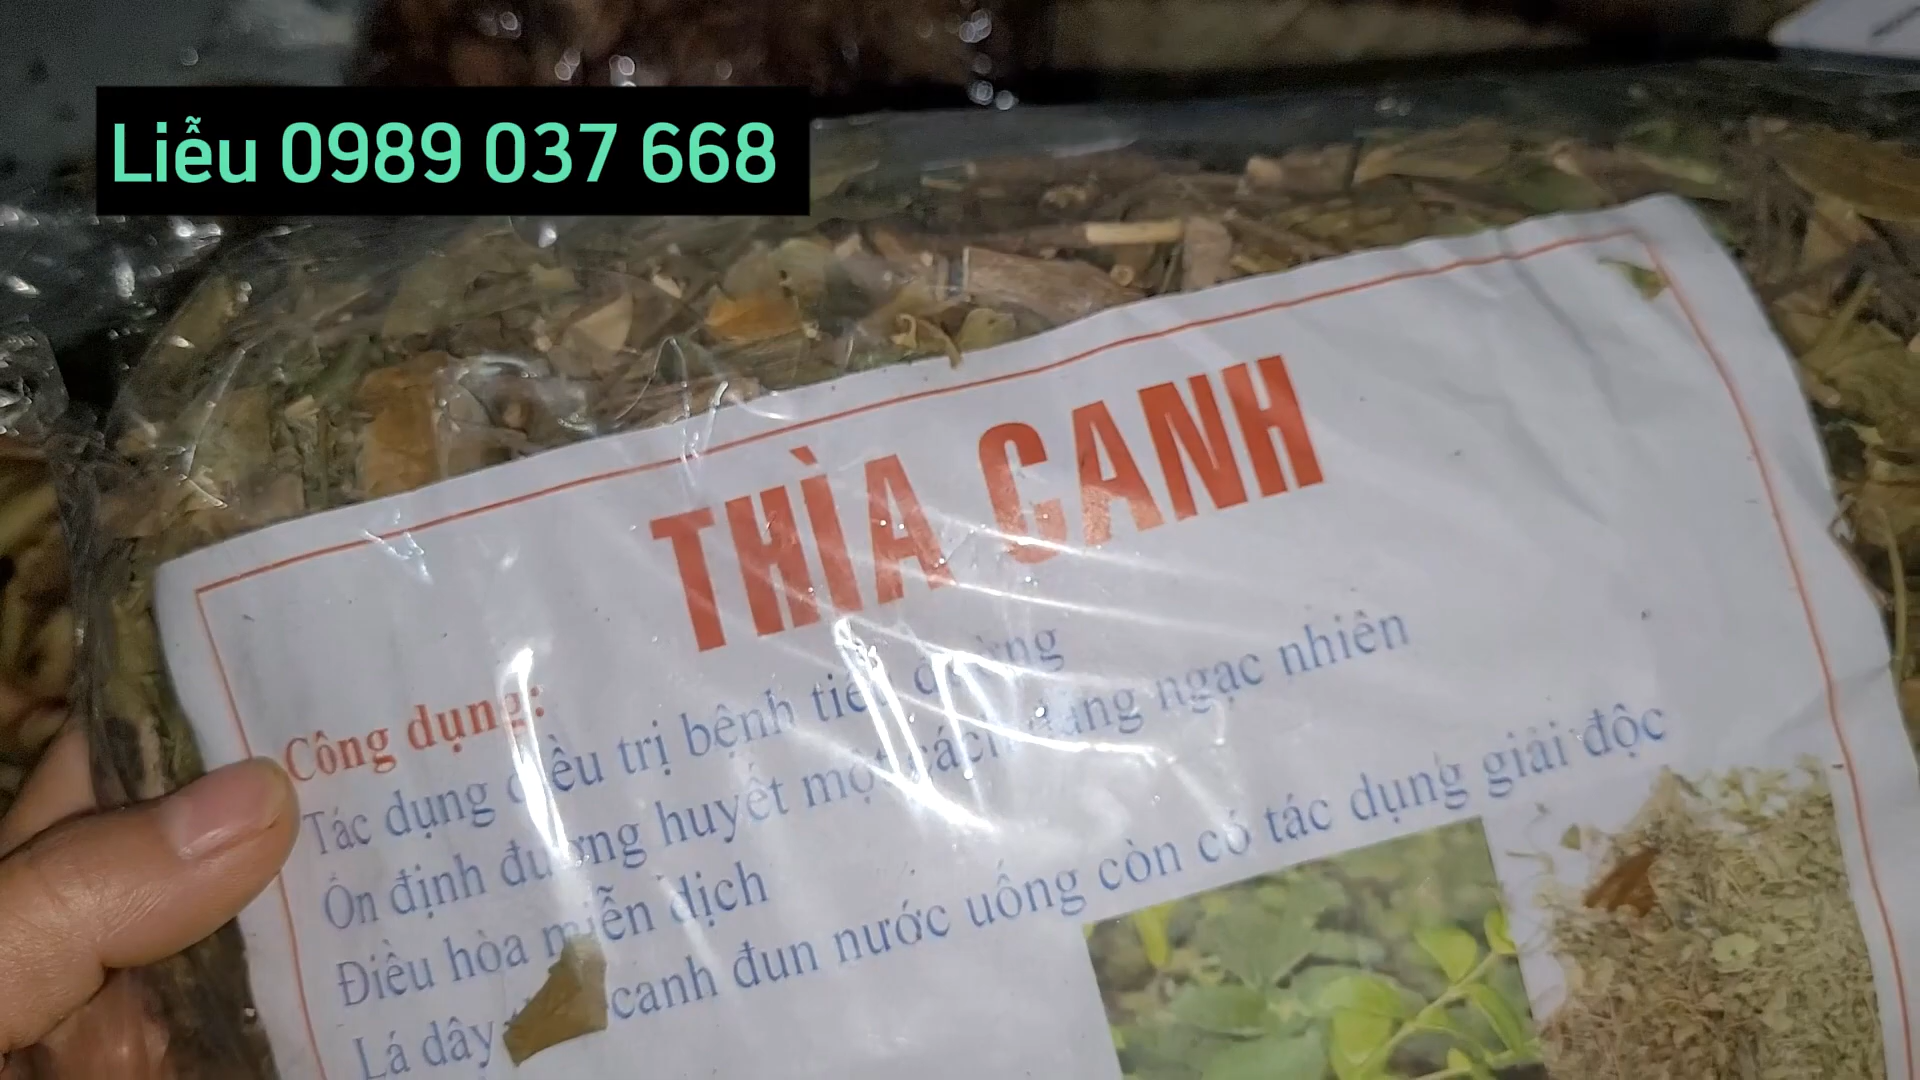 Liễu 0989 037 668
THÌA CANH
Công dụng:
Tác dụng điều trị bệnh tiểu đường
Ổn định đường huyết một cách đáng ngạc nhiên
Điều hòa miễn dịch
Lá dây canh đun nước uống còn có tác dụng giải độc